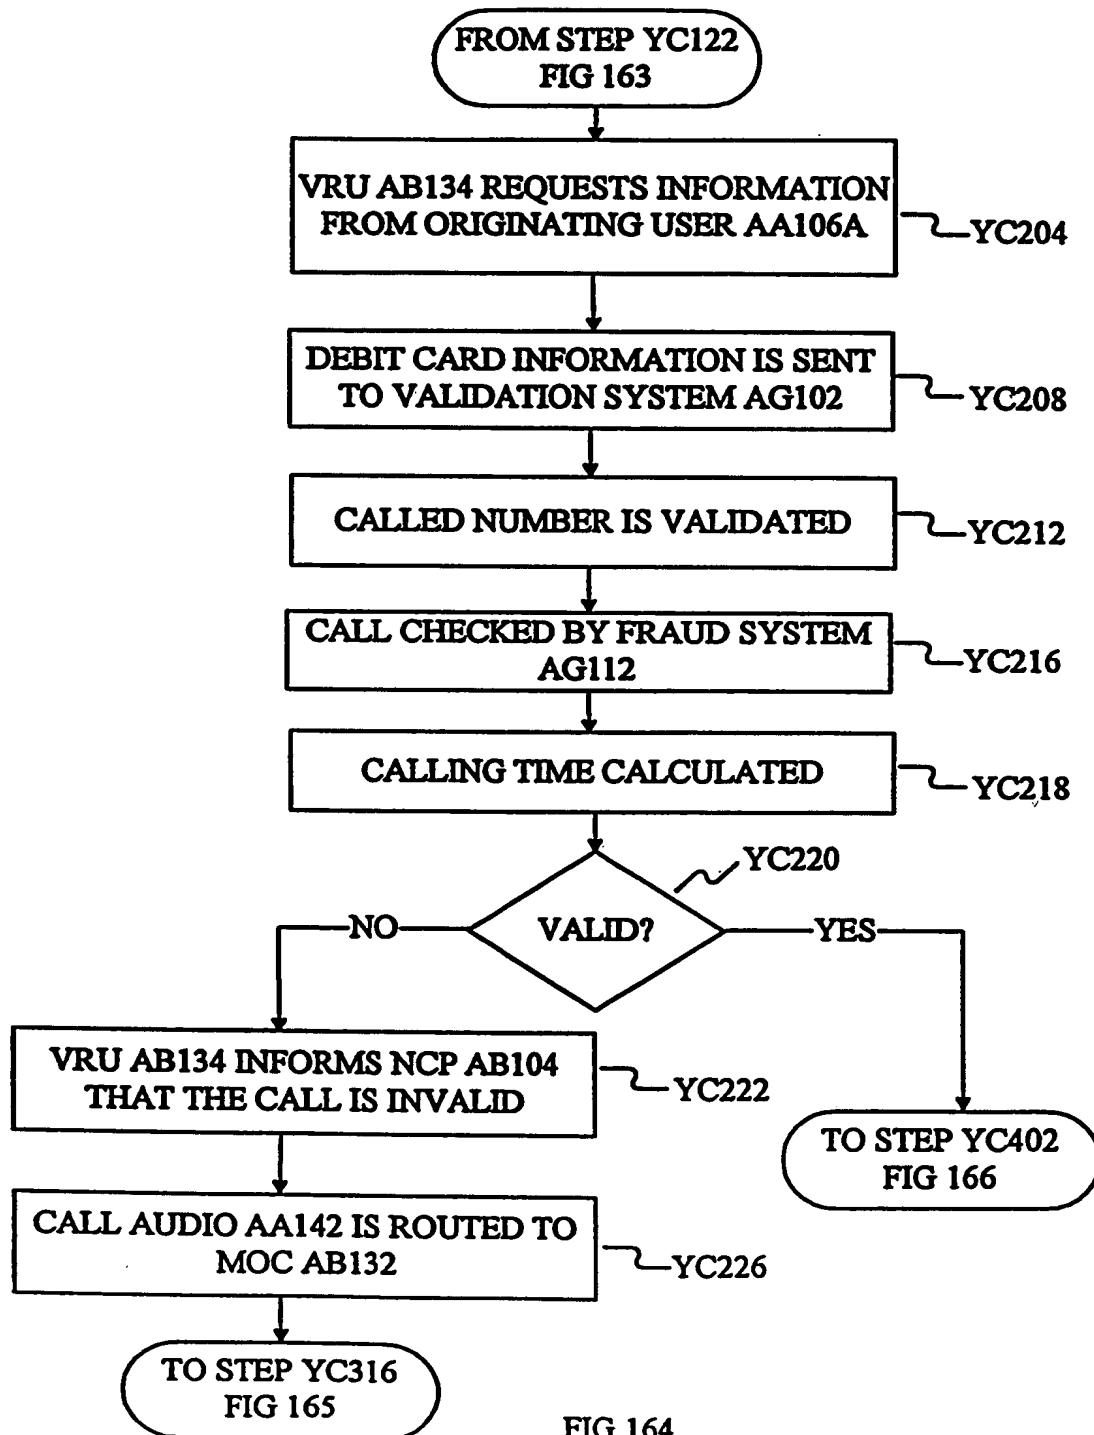 FROM STEP YC122
FIG 163
VRU AB134 REQUESTS INFORMATION
FROM ORIGINATING USER AA106A
YC204
DEBIT CARD INFORMATION IS SENT
TO VALIDATION SYSTEM AG102
YC208
CALLED NUMBER IS VALIDATED
YC212
CALL CHECKED BY FRAUD SYSTEM
AG112
YC216
CALLING TIME CALCULATED
YC218
YC220
VALID?
NO
YES
VRU AB134 INFORMS NCP AB104
THAT THE CALL IS INVALID
YC222
TO STEP YC402
FIG 166
CALL AUDIO AA142 IS ROUTED TO
MOC AB132
YC226
TO STEP YC316
FIG 165
FIG 164